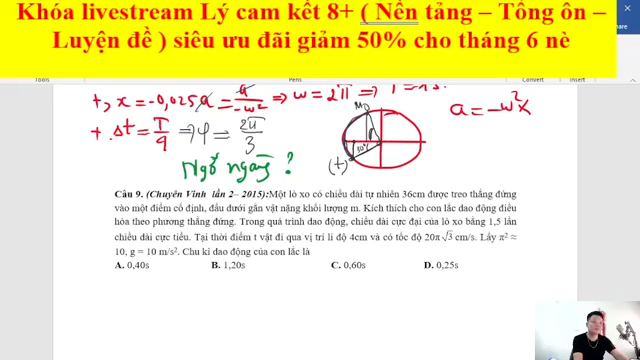 Khóa livestream Lý cam kết 8+ ( Nền tảng – Tổng ôn –
Luyện đề ) siêu ưu đãi giảm 50% cho tháng 6 nè
Pens
+, x = -0,025a = a/-ω² ⇒ ω = 2π ⇒
a = -ω²x
+ Δt = T/9 ⇒ φ = 2π/3
M₀
(t)
Ngõ ngang ?
Câu 9. (Chuyên Vinh lần 2– 2015): Một lò xo có chiều dài tự nhiên 36cm được treo thẳng đứng
vào một điểm cố định, đầu dưới gắn vật nặng khối lượng m. Kích thích cho con lắc dao động điều
hòa theo phương thẳng đứng. Trong quá trình dao động, chiều dài cực đại của lò xo bằng 1,5 lần
chiều dài cực tiểu. Tại thời điểm t vật đi qua vị trí li độ 4cm và có tốc độ 20π√3 cm/s. Lấy π² ≈
10, g = 10 m/s². Chu kì dao động của con lắc là
A. 0,40s B. 1,20s C. 0,60s D. 0,25s